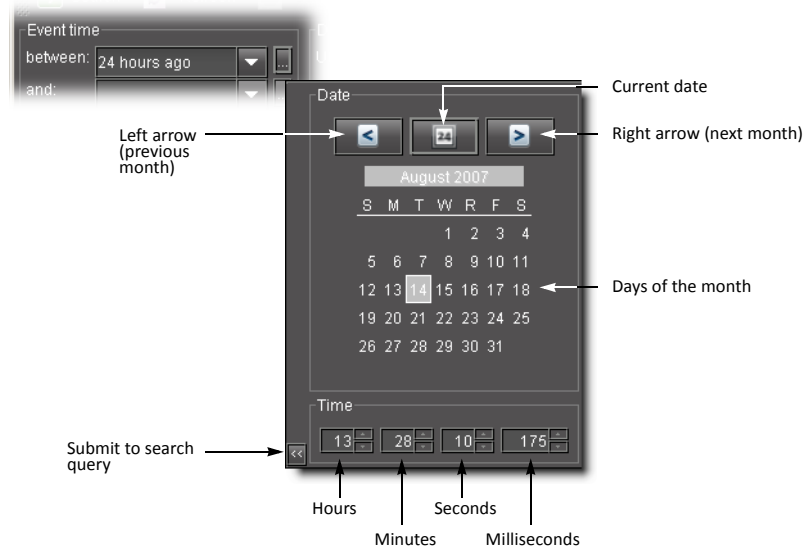 Event time
between: 24 hours ago ...
and:
Date
Current date
Left arrow
(previous
month)
<
24
>
Right arrow (next month)
August 2007
S M T W R F S
1 2 3 4
5 6 7 8 9 10 11
12 13 14 15 16 17 18
Days of the month
19 20 21 22 23 24 25
26 27 28 29 30 31
Time
13 28 10 175
Submit to search
query
<<
Hours
Seconds
Minutes
Milliseconds